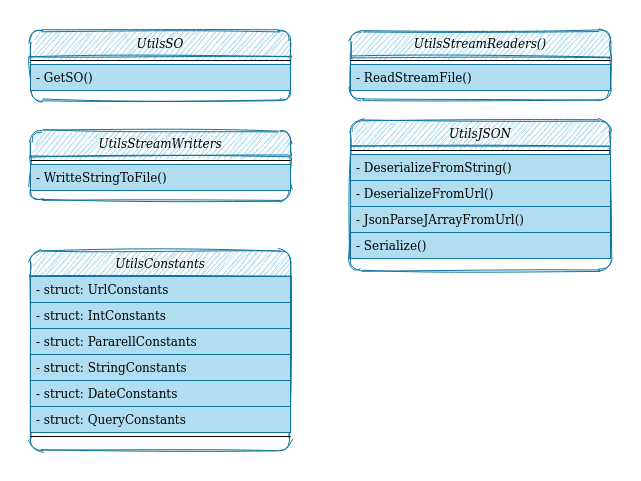 UtilsSO
- GetSO()
UtilsStreamReaders()
- ReadStreamFile()
UtilsStreamWritters
- WritteStringToFile()
UtilsJSON
- DeserializeFromString()
- DeserializeFromUrl()
- JsonParseJArrayFromUrl()
- Serialize()
UtilsConstants
- struct: UrlConstants
- struct: IntConstants
- struct: PararellConstants
- struct: StringConstants
- struct: DateConstants
- struct: QueryConstants